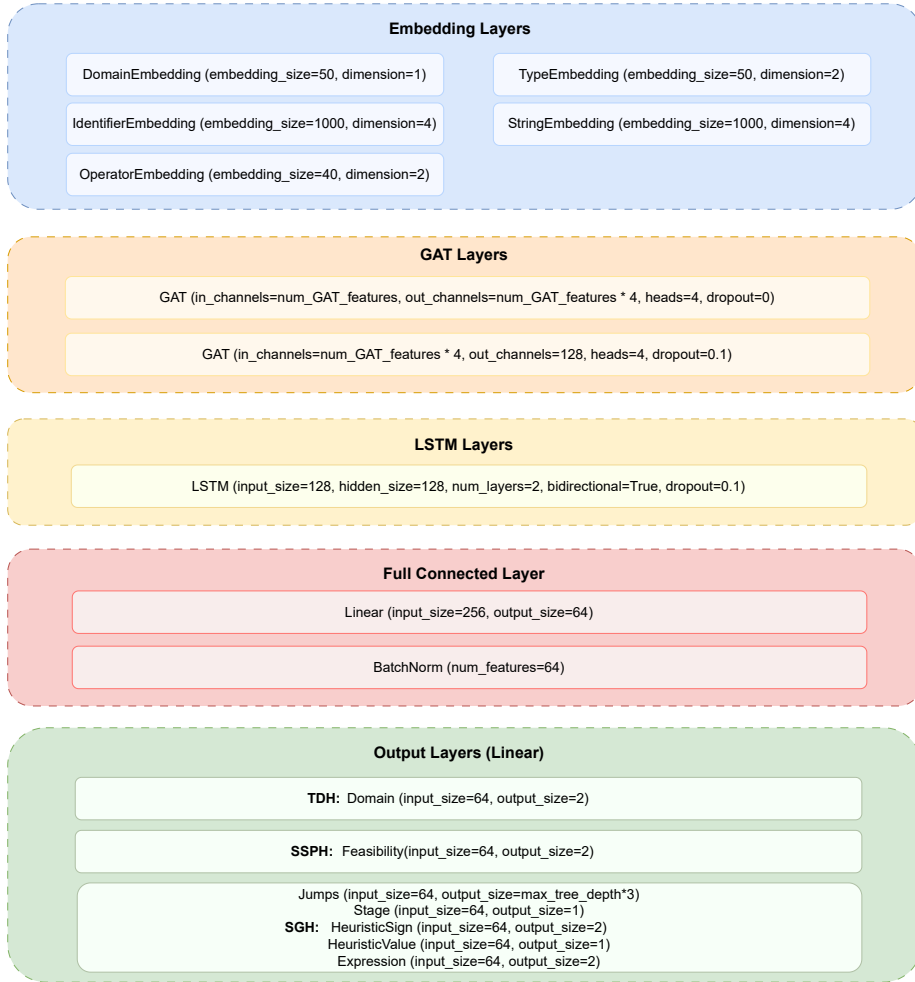 Embedding Layers
DomainEmbedding (embedding_size=50, dimension=1)
TypeEmbedding (embedding_size=50, dimension=2)
IdentifierEmbedding (embedding_size=1000, dimension=4)
StringEmbedding (embedding_size=1000, dimension=4)
OperatorEmbedding (embedding_size=40, dimension=2)
GAT Layers
GAT (in_channels=num_GAT_features, out_channels=num_GAT_features * 4, heads=4, dropout=0)
GAT (in_channels=num_GAT_features * 4, out_channels=128, heads=4, dropout=0.1)
LSTM Layers
LSTM (input_size=128, hidden_size=128, num_layers=2, bidirectional=True, dropout=0.1)
Full Connected Layer
Linear (input_size=256, output_size=64)
BatchNorm (num_features=64)
Output Layers (Linear)
TDH: Domain (input_size=64, output_size=2)
SSPH: Feasibility(input_size=64, output_size=2)
Jumps (input_size=64, output_size=max_tree_depth*3)
Stage (input_size=64, output_size=1)
SGH: HeuristicSign (input_size=64, output_size=2)
HeuristicValue (input_size=64, output_size=1)
Expression (input_size=64, output_size=2)